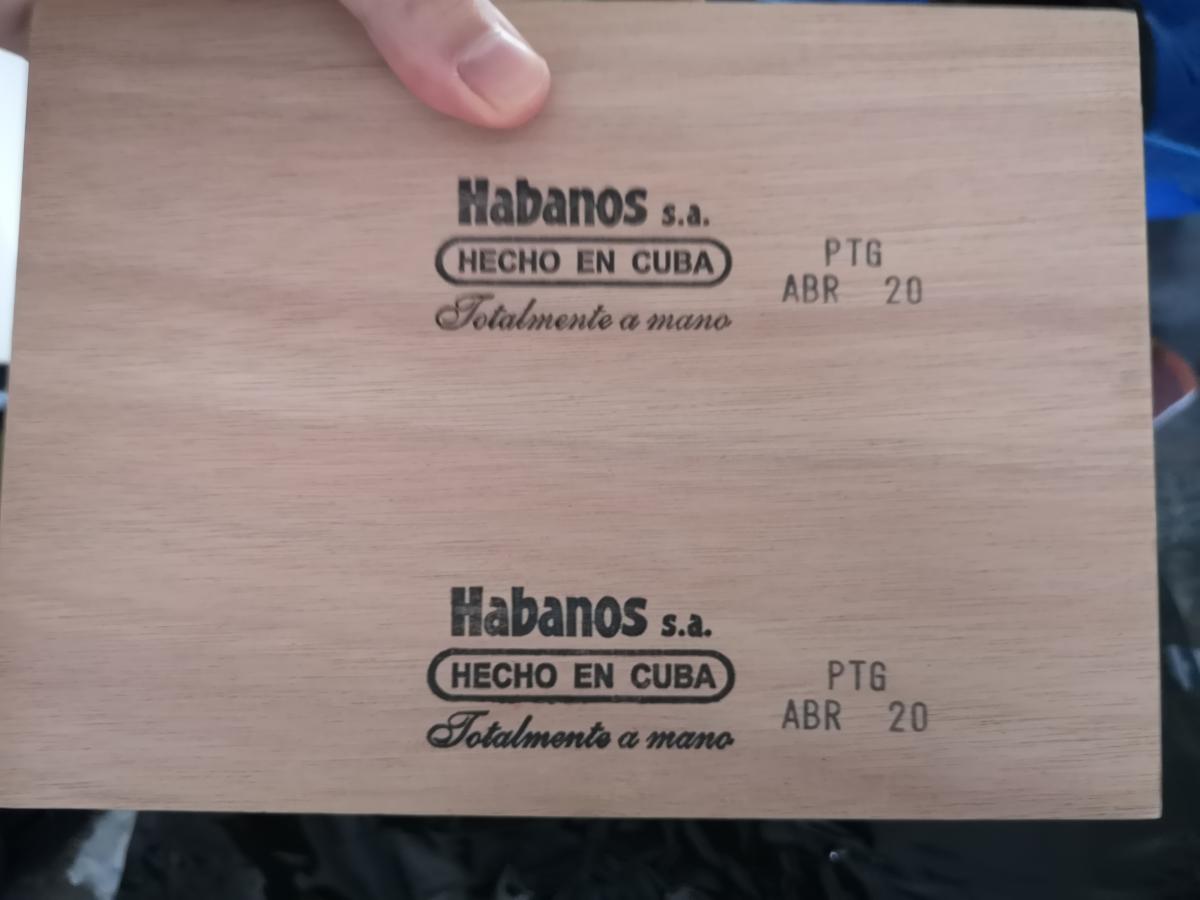 Habanos s.a.
HECHO EN CUBA
Totalmente a mano
PTG
ABR 20
Habanos s.a.
HECHO EN CUBA
Totalmente a mano
PTG
ABR 20